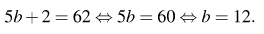 5b + 2 = 62 ⇔ 5b = 60 ⇔ b = 12.